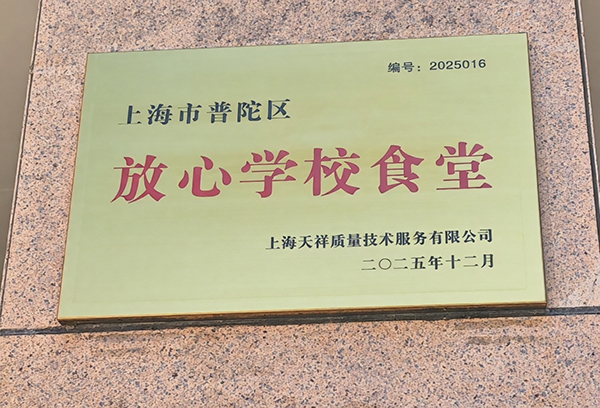 编号：2025016
上海市普陀区
放心学校食堂
上海天祥质量技术服务有限公司
二〇二五年十二月